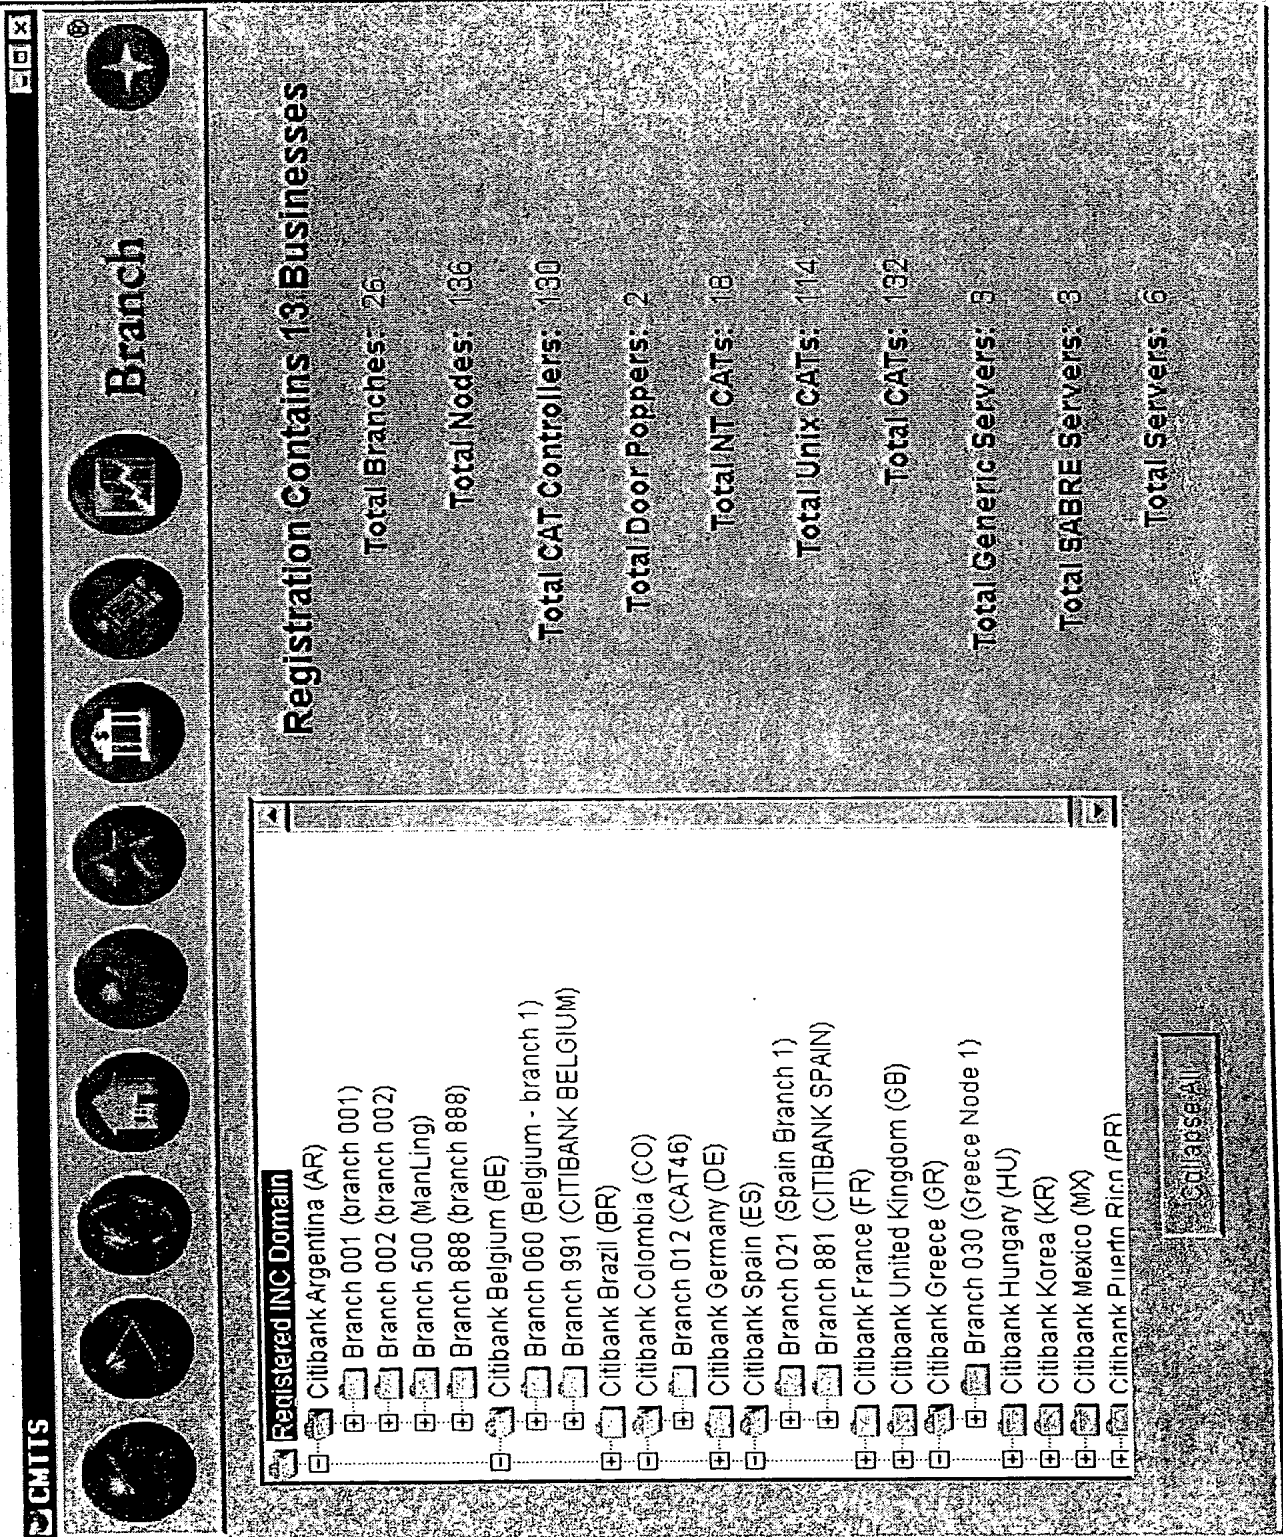 CMTTS
Branch
®
Registered INC Domain
Citibank Argentina (AR)
Branch 001 (branch 001)
Branch 002 (branch 002)
Branch 500 (ManLing)
Branch 888 (branch 888)
Citibank Belgium (BE)
Branch 060 (Belgium - branch 1)
Branch 991 (CITIBANK BELGIUM)
Citibank Brazil (BR)
Citibank Colombia (CO)
Branch 012 (CAT46)
Citibank Germany (DE)
Citibank Spain (ES)
Branch 021 (Spain Branch 1)
Branch 881 (CITIBANK SPAIN)
Citibank France (FR)
Citibank United Kingdom (GB)
Citibank Greece (GR)
Branch 030 (Greece Node 1)
Citibank Hungary (HU)
Citibank Korea (KR)
Citibank Mexico (MX)
Citibank Puerto Rico (PR)
Collapse All
Registration Contains 13 Businesses
Total Branches: 26
Total Nodes: 136
Total CAT Controllers: 130
Total Door Poppers: 2
Total NT CATs: 18
Total Unix CATs: 114
Total CATs: 132
Total Generic Servers: 3
Total SABRE Servers: 3
Total Servers: 6